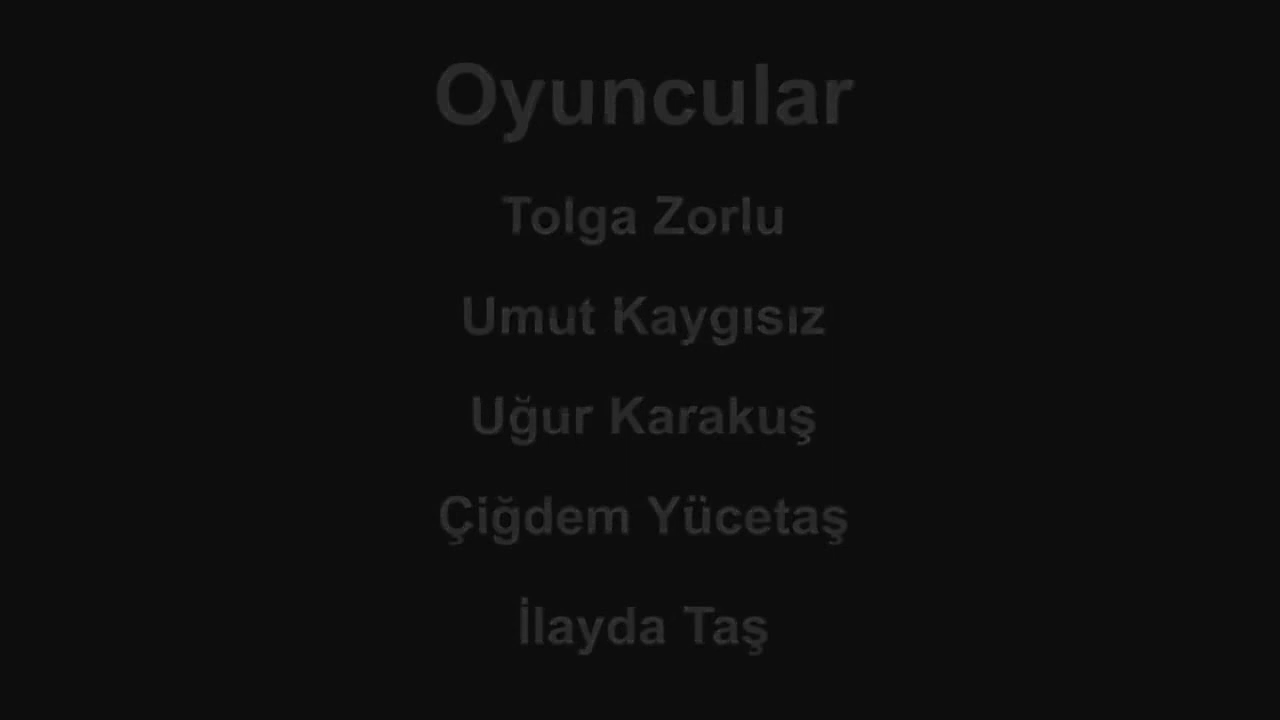 Oyuncular
Tolga Zorlu
Umut Kaygısız
Uğur Karakuş
Çiğdem Yücetaş
İlayda Taş